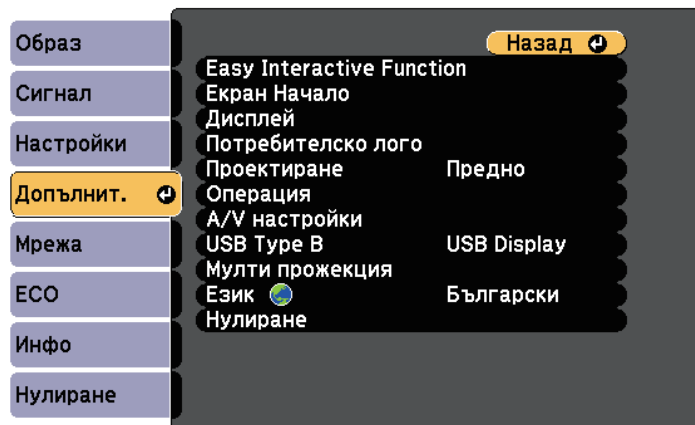 Образ
Сигнал
Настройки
Допълнит.
Мрежа
ECO
Инфо
Нулиране
Назад
Easy Interactive Function
Екран Начало
Дисплей
Потребителско лого
Проектиране Предно
Операция
A/V настройки
USB Type B USB Display
Мулти прожекция
Език Български
Нулиране